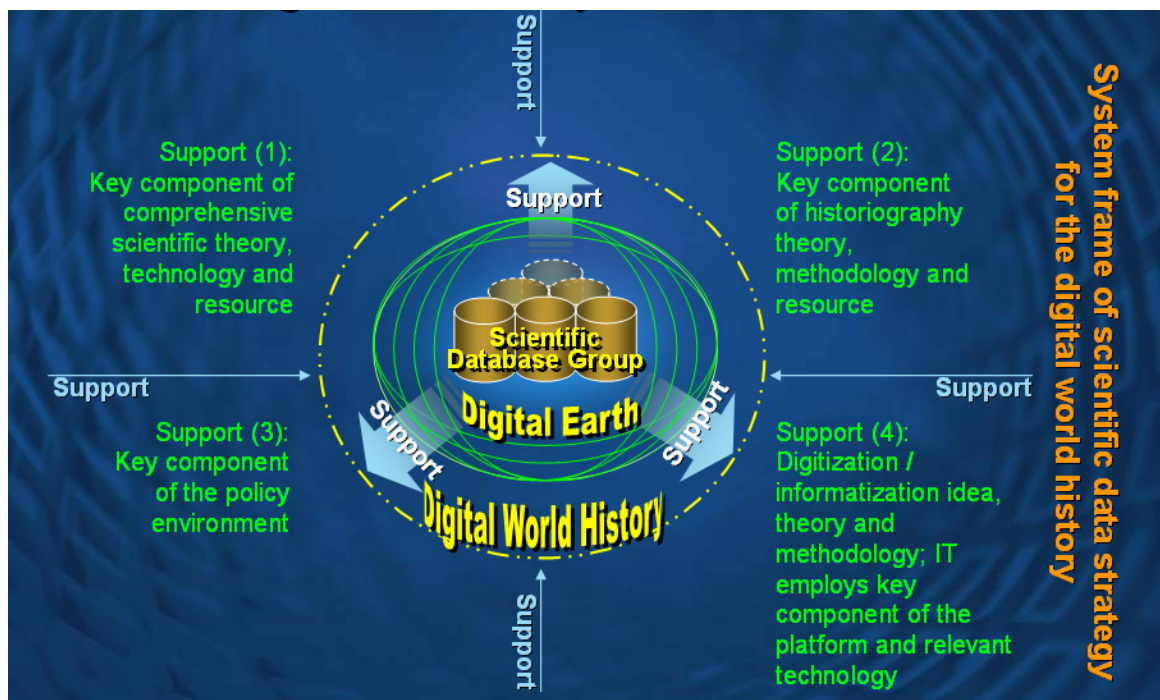 Support
Support (1):
Key component of
comprehensive
scientific theory,
technology and
resource
Support (2):
Key component
of historiography
theory,
methodology and
resource
Support
Scientific
Database Group
Digital Earth
Support
Support
Digital World History
Support
Support
Support (3):
Key component
of the policy
environment
Support (4):
Digitization /
informatization idea,
theory and
methodology; IT
employs key
component of the
platform and relevant
technology
Support
System frame of scientific data strategy
for the digital world history